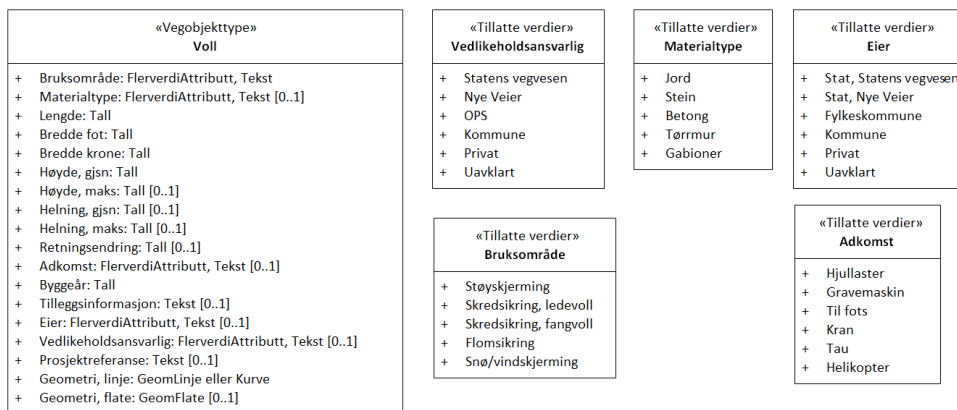 «Vegobjekttype»
Voll
+ Bruksområde: FlerverdiAttributt, Tekst
+ Materialtype: FlerverdiAttributt, Tekst [0..1]
+ Lengde: Tall
+ Bredde fot: Tall
+ Bredde krone: Tall
+ Høyde, gjsn: Tall
+ Høyde, maks: Tall [0..1]
+ Helning, gjsn: Tall [0..1]
+ Helning, maks: Tall [0..1]
+ Retningsendring: Tall [0..1]
+ Adkomst: FlerverdiAttributt, Tekst [0..1]
+ Byggeår: Tall
+ Tilleggsinformasjon: Tekst [0..1]
+ Eier: FlerverdiAttributt, Tekst [0..1]
+ Vedlikeholdsansvarlig: FlerverdiAttributt, Tekst [0..1]
+ Prosjektreferanse: Tekst [0..1]
+ Geometri, linje: GeomLinje eller Kurve
+ Geometri, flate: GeomFlate [0..1]
«Tillatte verdier»
Vedlikeholdsansvarlig
+ Statens vegvesen
+ Nye Veier
+ OPS
+ Kommune
+ Privat
+ Uavklart
«Tillatte verdier»
Materialtype
+ Jord
+ Stein
+ Betong
+ Tørrmur
+ Gabioner
«Tillatte verdier»
Eier
+ Stat, Statens vegvesen
+ Stat, Nye Veier
+ Fylkeskommune
+ Kommune
+ Privat
+ Uavklart
«Tillatte verdier»
Bruksområde
+ Støyskjerming
+ Skredsikring, ledevoll
+ Skredsikring, fangvoll
+ Flomsikring
+ Snø/vindskjerming
«Tillatte verdier»
Adkomst
+ Hjullaster
+ Gravemaskin
+ Til fots
+ Kran
+ Tau
+ Helikopter